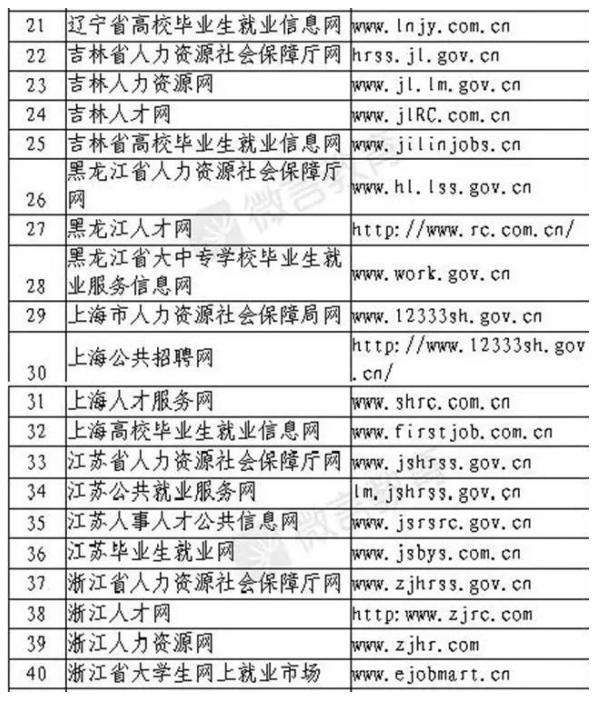 21 辽宁省高校毕业生就业信息网 www.lnjy.com.cn
22 吉林省人力资源社会保障厅网 hrss.jl.gov.cn
23 吉林人力资源网 www.jl.lm.gov.cn
24 吉林人才网 www.jlRC.com.cn
25 吉林省高校毕业生就业信息网 www.jilinjobs.cn
黑龙江省人力资源社会保障厅
26 网 www.hl.lss.gov.cn
27 黑龙江人才网 http://www.rc.com.cn/
黑龙江省大中专学校毕业生就
28 业服务信息网 www.work.gov.cn
29 上海市人力资源社会保障局网 www.12333sh.gov.cn
30 上海公共招聘网 http://www.12333sh.gov
.cn/
31 上海人才服务网 www.shrc.com.cn
32 上海高校毕业生就业信息网 www.firstjob.com.cn
33 江苏省人力资源社会保障厅网 www.jshrss.gov.cn
34 江苏公共就业服务网 lm.jshrss.gov.cn
35 江苏人事人才公共信息网 www.jsrsrc.gov.cn
36 江苏毕业生就业网 www.jsbys.com.cn
37 浙江省人力资源社会保障厅网 www.zjhrss.gov.cn
38 浙江人才网 http:www.zjrc.com
39 浙江人力资源网 www.zjhr.com
40 浙江省大学生网上就业市场 www.ejobmart.cn
微言教育
微言教育